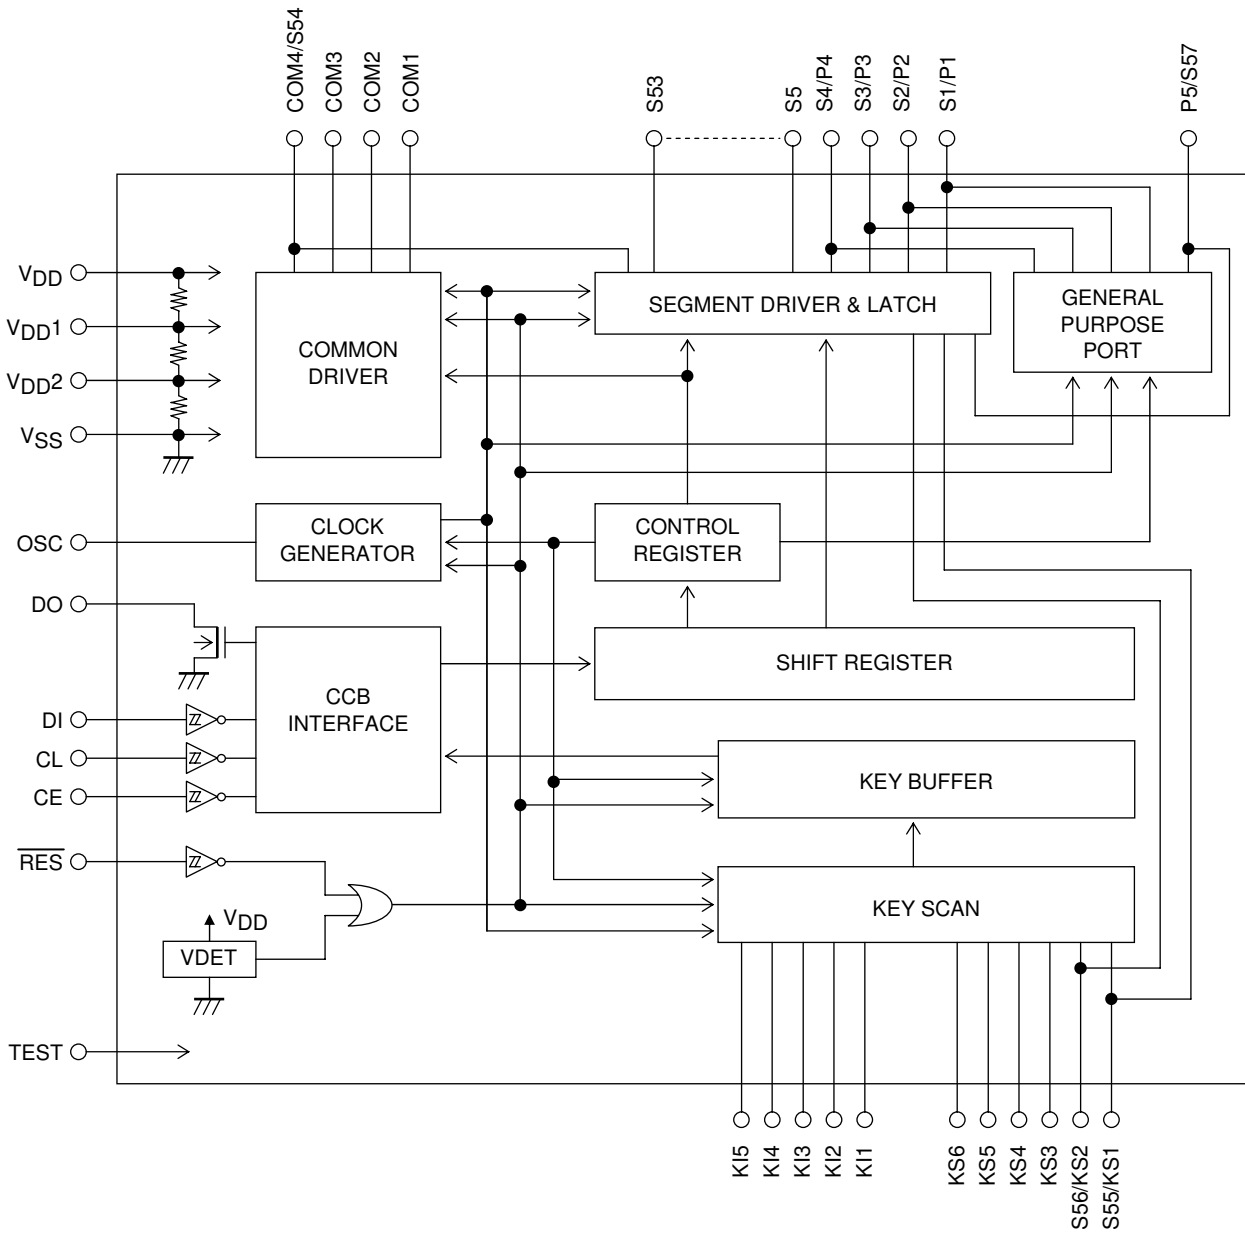 COM4/S54
COM3
COM2
COM1
S53
S5
S4/P4
S3/P3
S2/P2
S1/P1
P5/S57
VDD
VDD1
VDD2
VSS
COMMON
DRIVER
SEGMENT DRIVER & LATCH
GENERAL
PURPOSE
PORT
OSC
CLOCK
GENERATOR
CONTROL
REGISTER
DO
CCB
INTERFACE
SHIFT REGISTER
DI
CL
CE
KEY BUFFER
RES
VDD
VDET
KEY SCAN
TEST
KI5
KI4
KI3
KI2
KI1
KS6
KS5
KS4
KS3
S56/KS2
S55/KS1